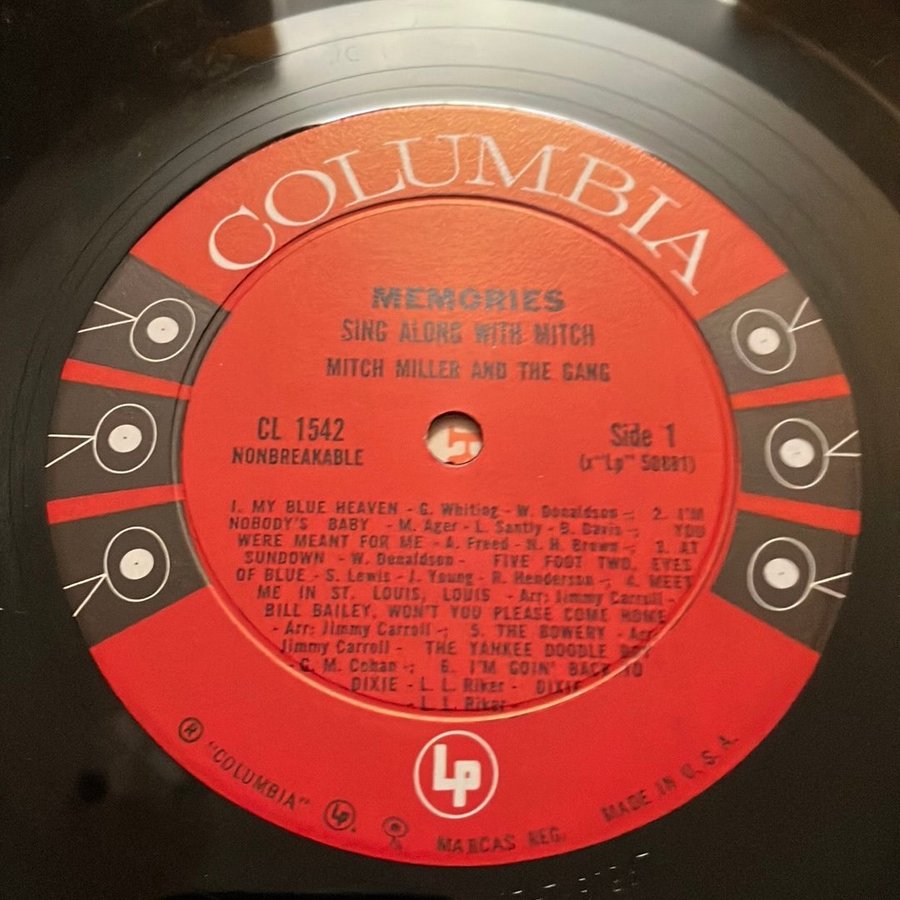 COLUMBIA
MEMORIES
SING ALONG WITH MITCH
MITCH MILLER AND THE GANG
CL 1542
NONBREAKABLE
Side 1
(x"Lp" 50881)
1. MY BLUE HEAVEN - G. Whiting - W. Donaldson -; 2. I'M
NOBODY'S BABY - M. Ager - L. Santly - B. Davis -; YOU
WERE MEANT FOR ME - A. Freed - N. H. Brown -; 3. AT
SUNDOWN - W. Donaldson - FIVE FOOT TWO, EYES
OF BLUE - S. Lewis - J. Young - R. Henderson -; 4. MEET
ME IN ST. LOUIS, LOUIS - Arr: Jimmy Carroll -
BILL BAILEY, WON'T YOU PLEASE COME HOME
- Arr: Jimmy Carroll -; 5. THE BOWERY - Arr:
Jimmy Carroll - THE YANKEE DOODLE BOY
- G. M. Cohan -; 6. I'M GOIN' BACK TO
DIXIE - L. L. Riker - DIXIE
- L. L. Riker -
LP
® "COLUMBIA" LP. MARCAS REG. MADE IN U.S.A.